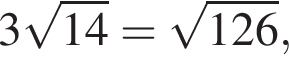 3√14 = √126,